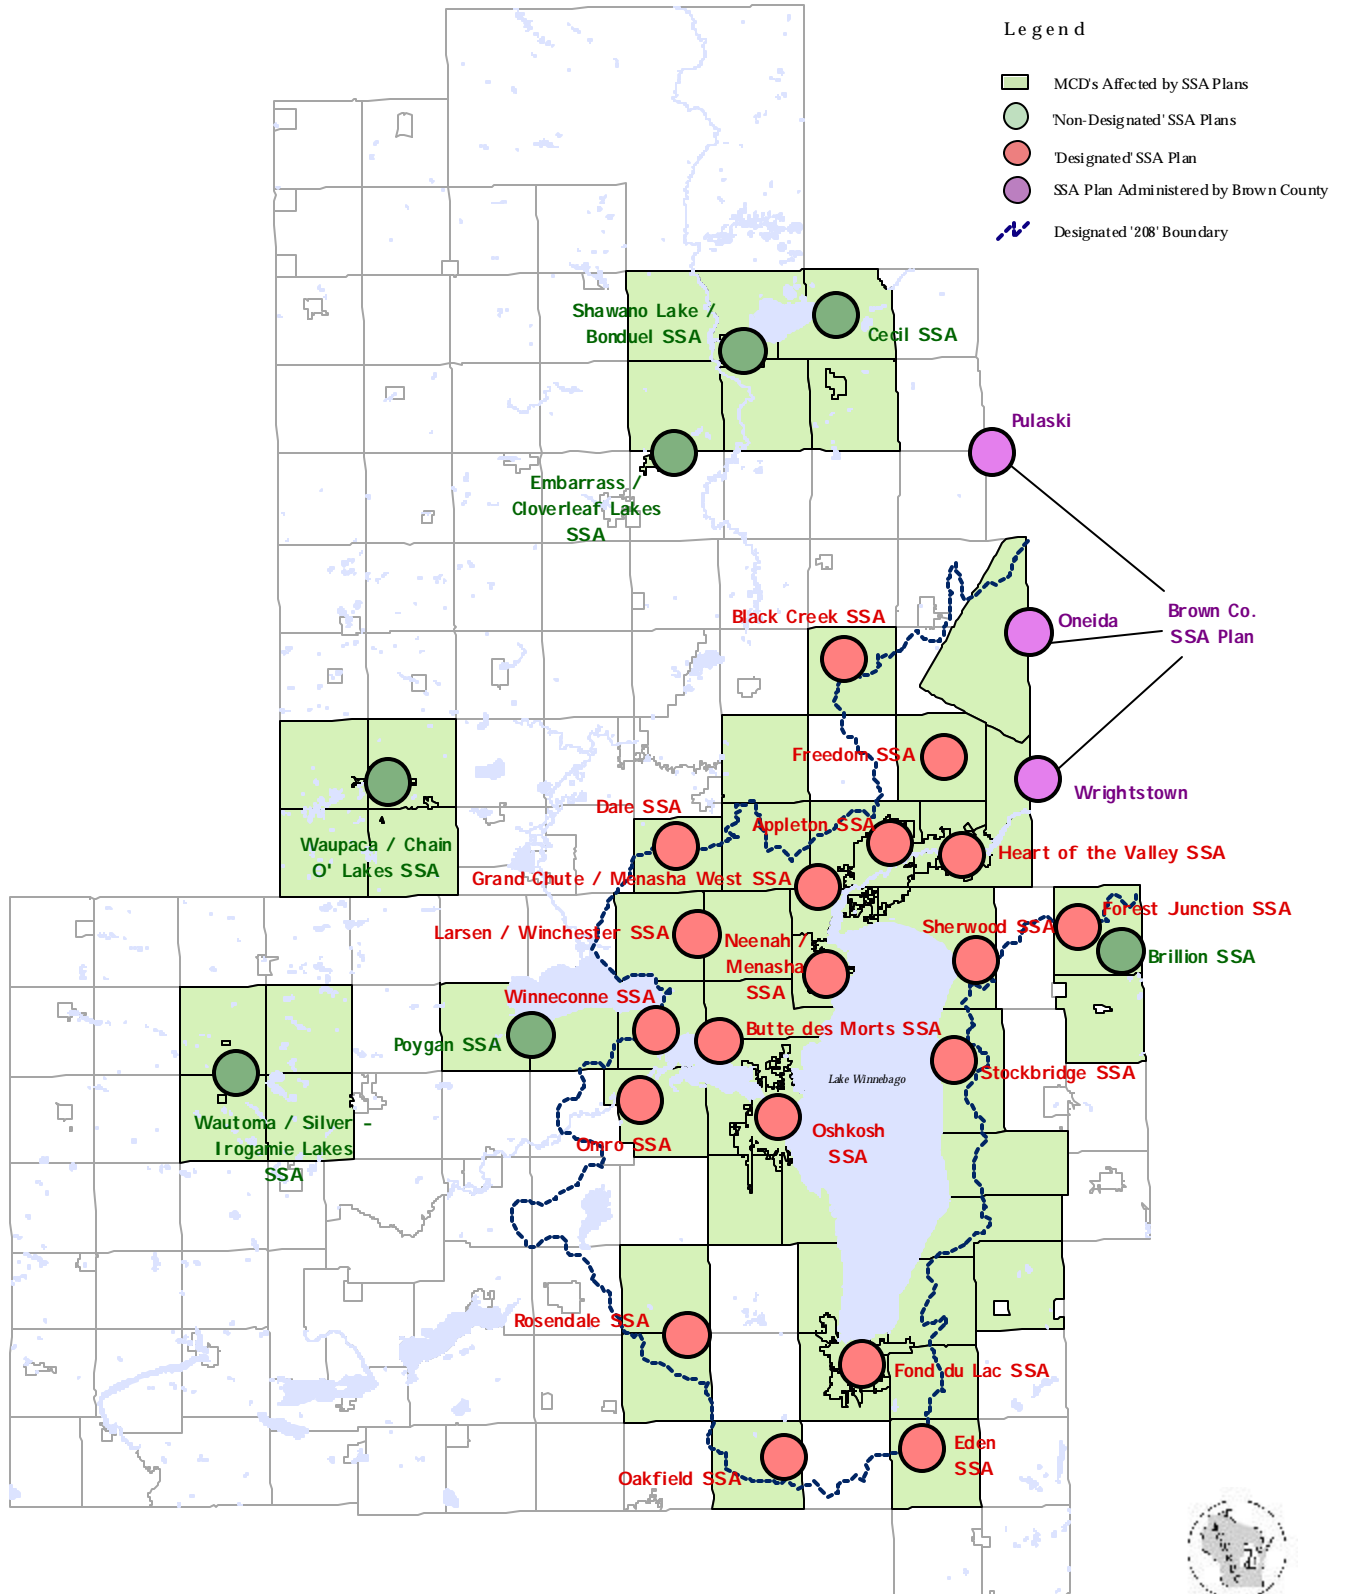 Legend
MCD's Affected by SSA Plans
'Non-Designated' SSA Plans
'Designated' SSA Plan
SSA Plan Administered by Brown County
Designated '208' Boundary
Shawano Lake /
Bonduel SSA
Cecil SSA
Pulaski
Embarrass /
Cloverleaf Lakes
SSA
Black Creek SSA
Oneida
Brown Co.
SSA Plan
Freedom SSA
Wrightstown
Dale SSA
Appleton SSA
Waupaca / Chain
O' Lakes SSA
Heart of the Valley SSA
Grand Chute / Menasha West SSA
Forest Junction SSA
Sherwood SSA
Larsen / Winchester SSA
Neenah /
Menasha
SSA
Brillion SSA
Winneconne SSA
Butte des Morts SSA
Poygan SSA
Stockbridge SSA
Lake Winnebago
Wautoma / Silver -
Irogamie Lakes
SSA
Omro SSA
Oshkosh
SSA
Rosendale SSA
Fond du Lac SSA
Eden
SSA
Oakfield SSA